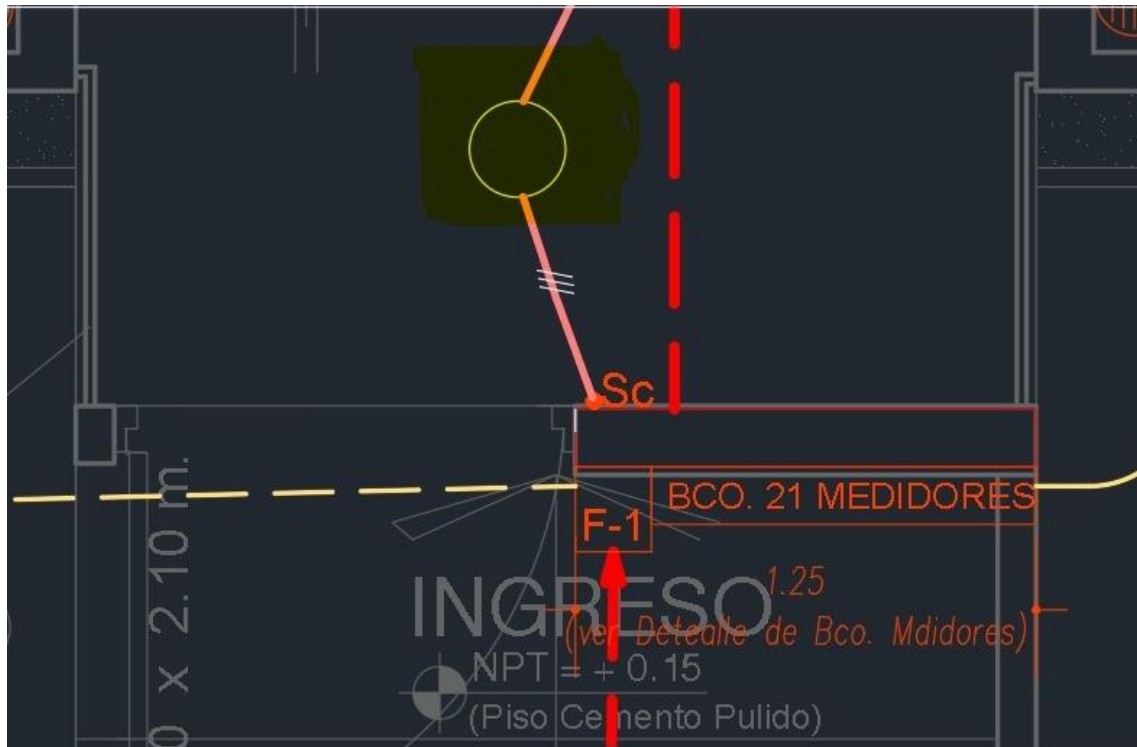 Sc
BCO. 21 MEDIDORES
F-1
1.25
INGRESO
(ver Detealle de Bco. Mdidores)
NPT = + 0.15
(Piso Cemento Pulido)
0 x 2.10 m.